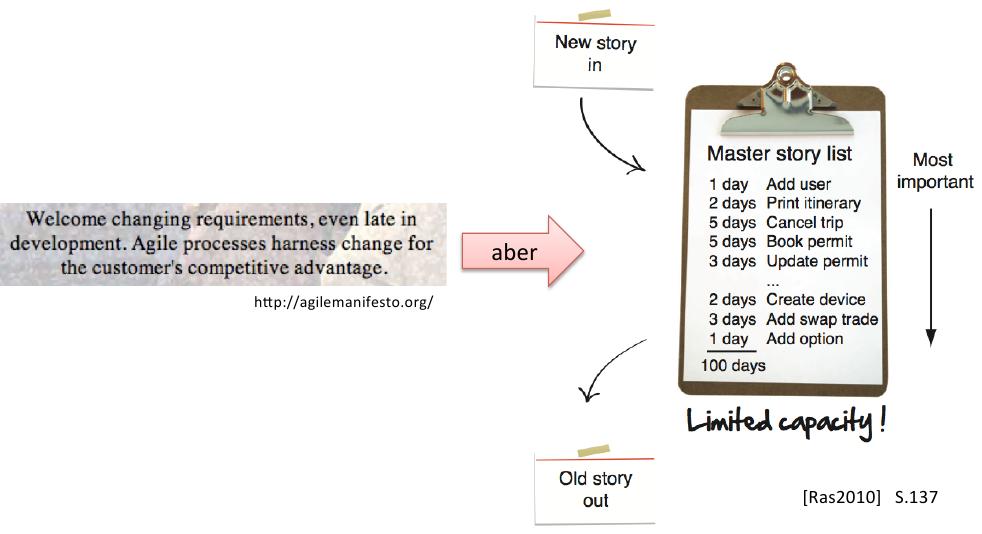 Welcome changing requirements, even late in
development. Agile processes harness change for
the customer's competitive advantage.
http://agilemanifesto.org/
aber
New story
in
Master story list
1 day Add user
2 days Print itinerary
5 days Cancel trip
5 days Book permit
3 days Update permit
...
2 days Create device
3 days Add swap trade
1 day Add option
100 days
Most
important
Limited capacity!
Old story
out
[Ras2010] S.137